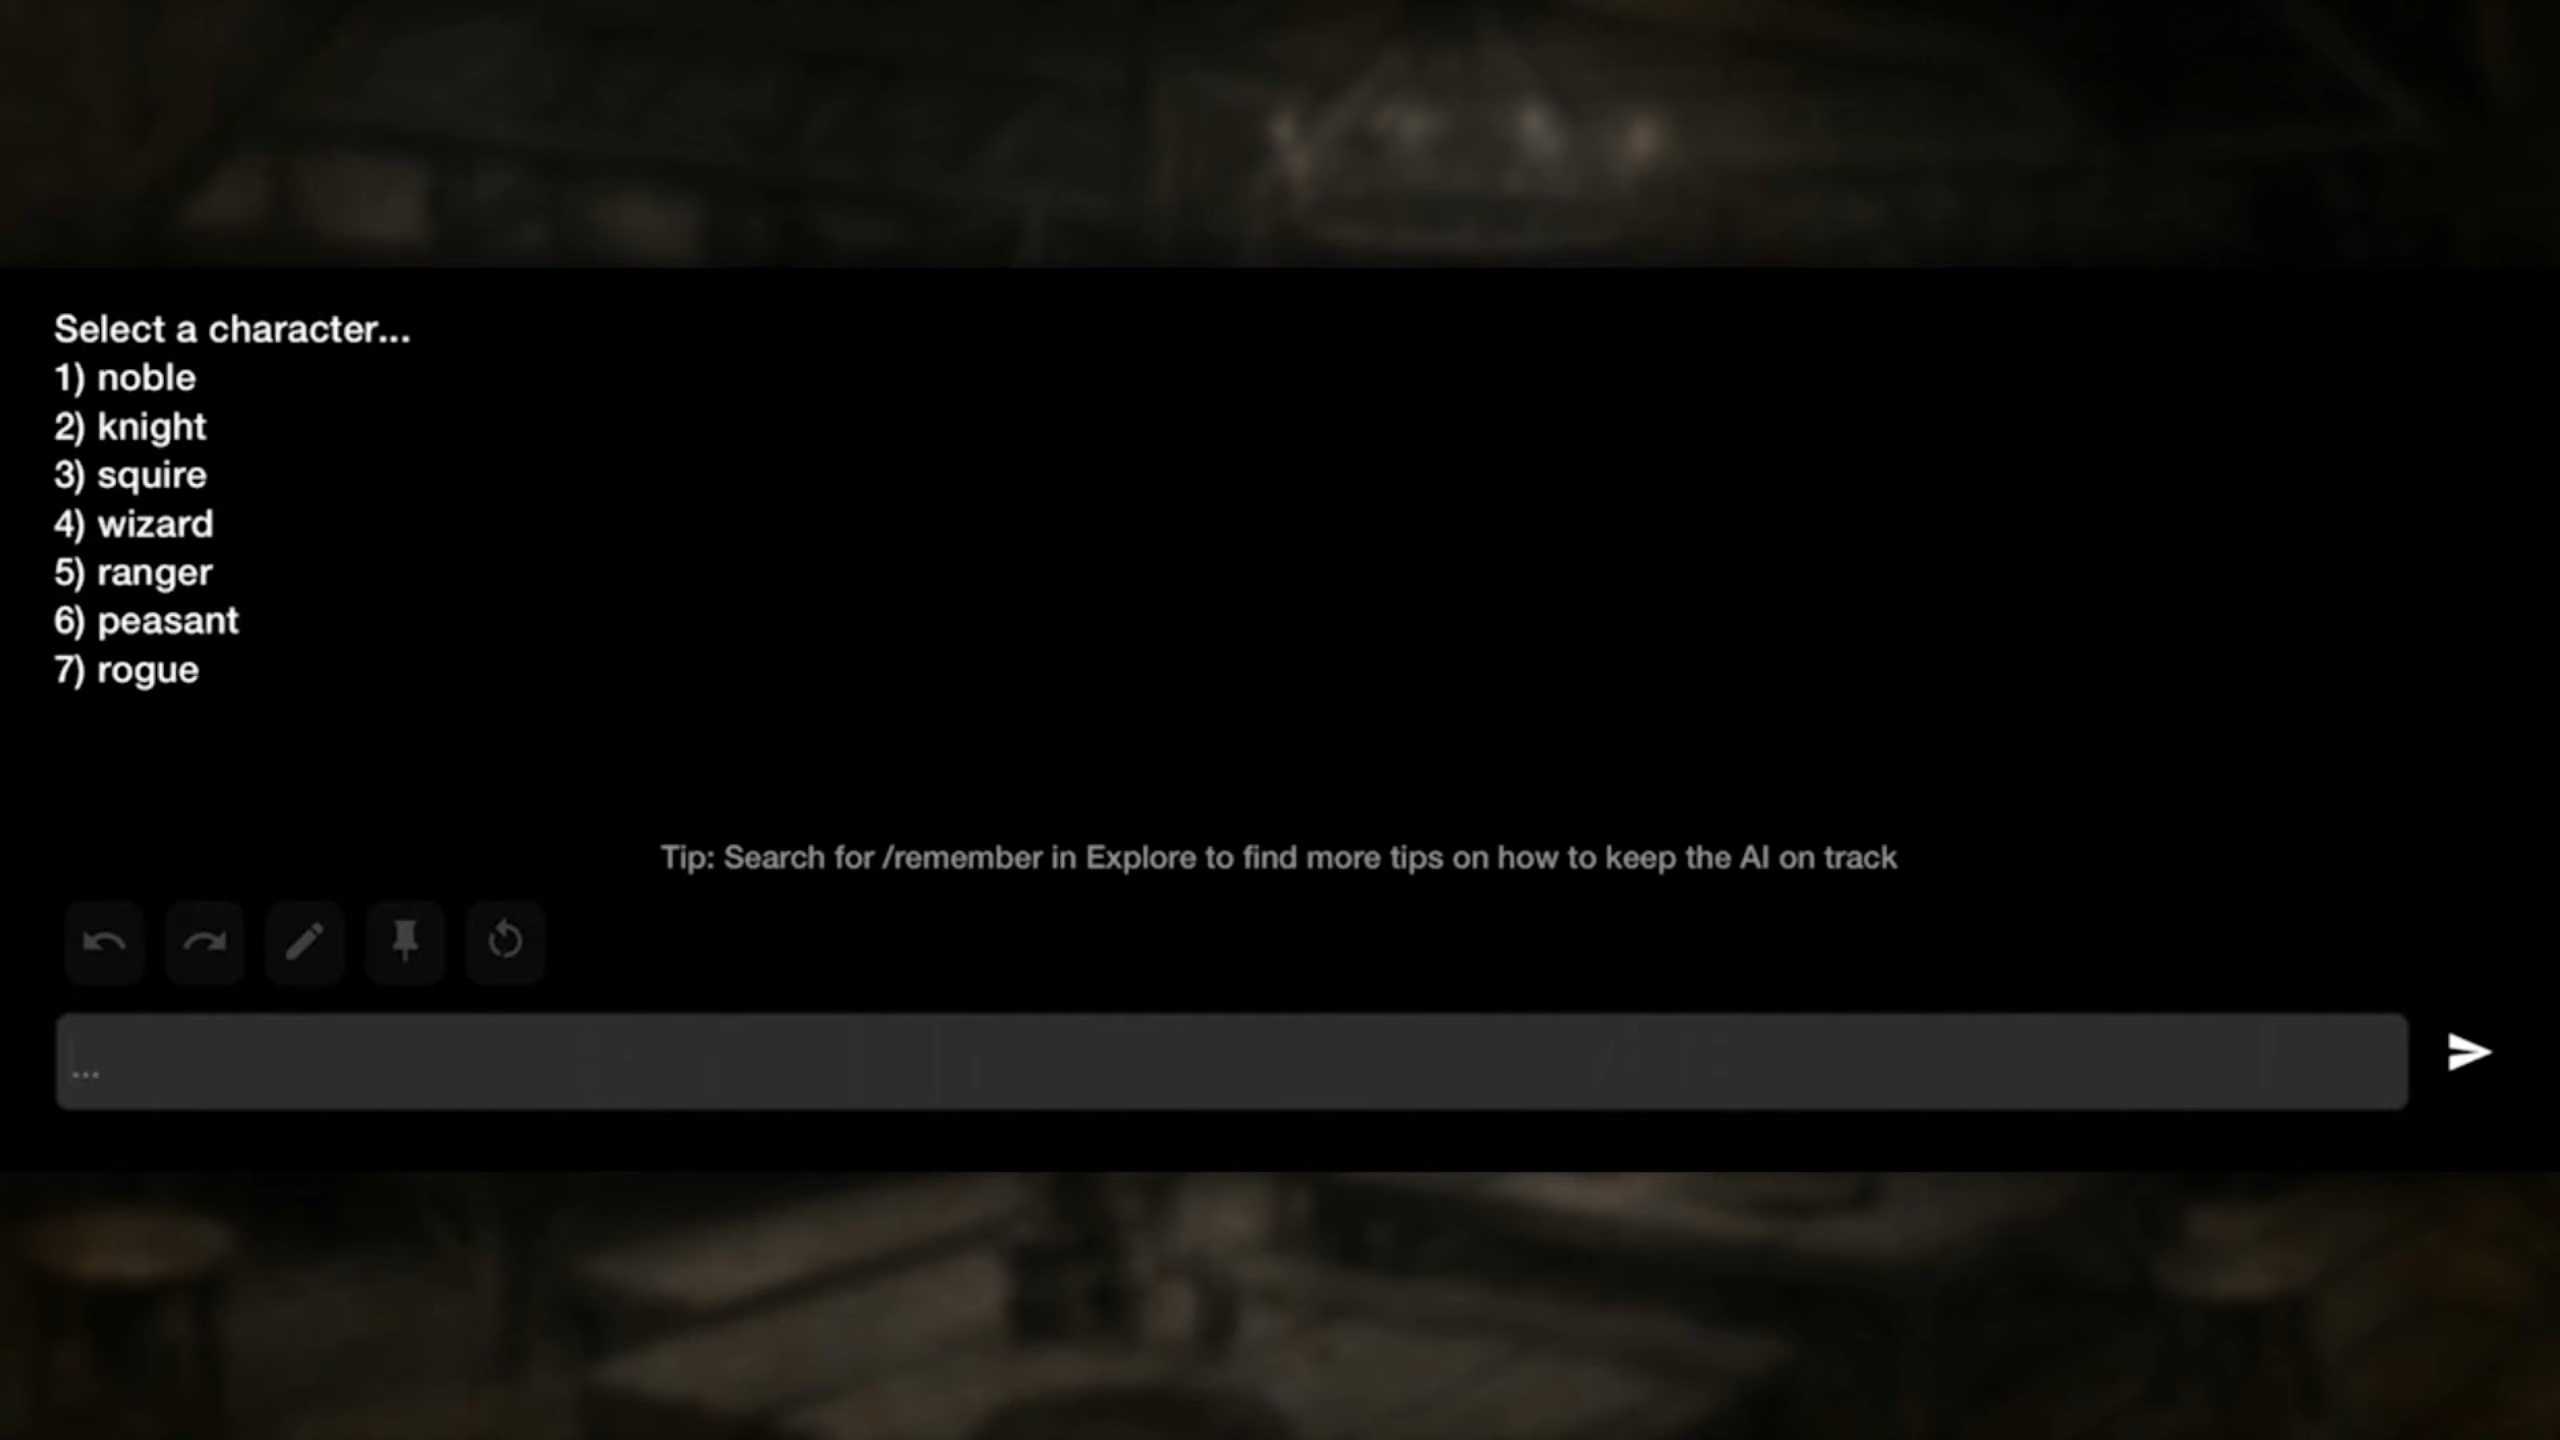 Select a character...
1) noble
2) knight
3) squire
4) wizard
5) ranger
6) peasant
7) rogue
Tip: Search for /remember in Explore to find more tips on how to keep the AI on track
...